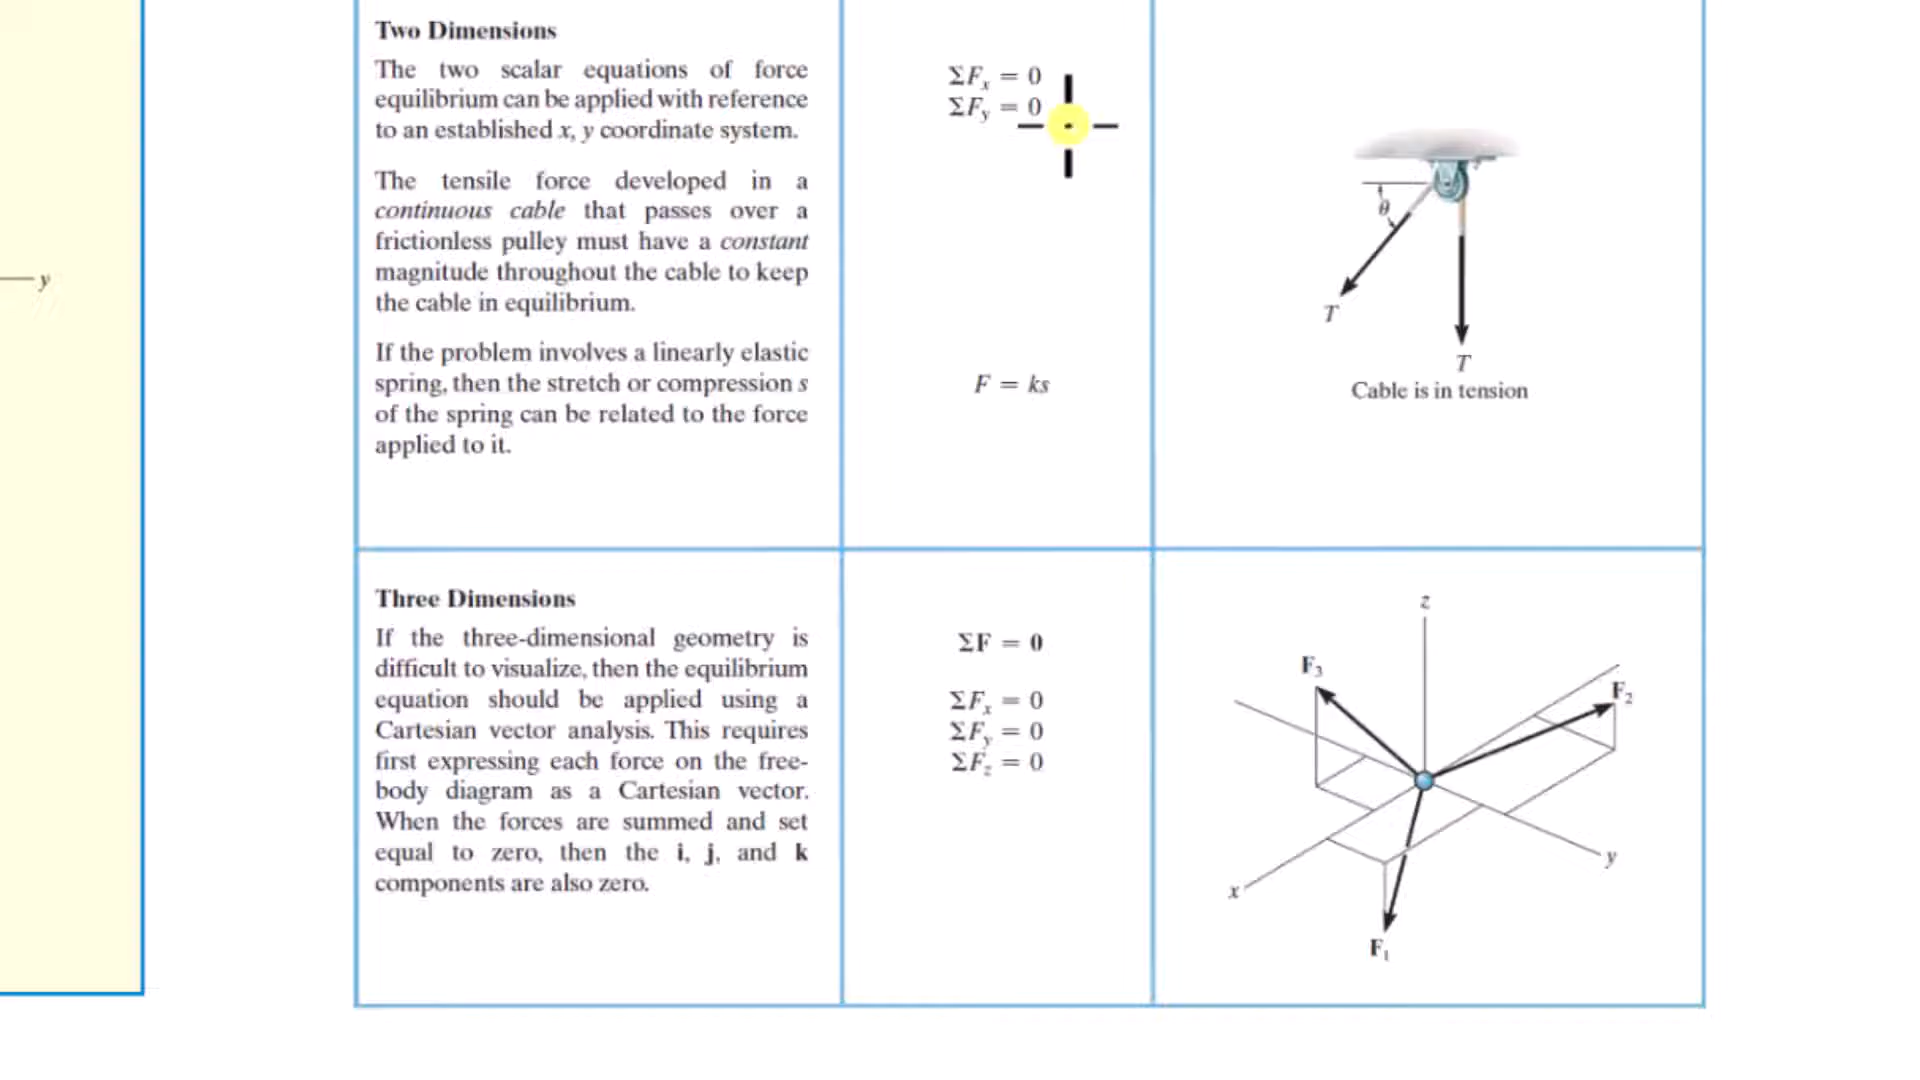 Two Dimensions
The two scalar equations of force
equilibrium can be applied with reference
to an established x, y coordinate system.
The tensile force developed in a
continuous cable that passes over a
frictionless pulley must have a constant
magnitude throughout the cable to keep
the cable in equilibrium.
If the problem involves a linearly elastic
spring, then the stretch or compression s
of the spring can be related to the force
applied to it.
ΣFx = 0
ΣFy = 0
F = ks
θ
T
T
Cable is in tension
y
Three Dimensions
If the three-dimensional geometry is
difficult to visualize, then the equilibrium
equation should be applied using a
Cartesian vector analysis. This requires
first expressing each force on the free-
body diagram as a Cartesian vector.
When the forces are summed and set
equal to zero, then the i, j, and k
components are also zero.
ΣF = 0
ΣFx = 0
ΣFy = 0
ΣFz = 0
z
F3
F2
y
x
F1